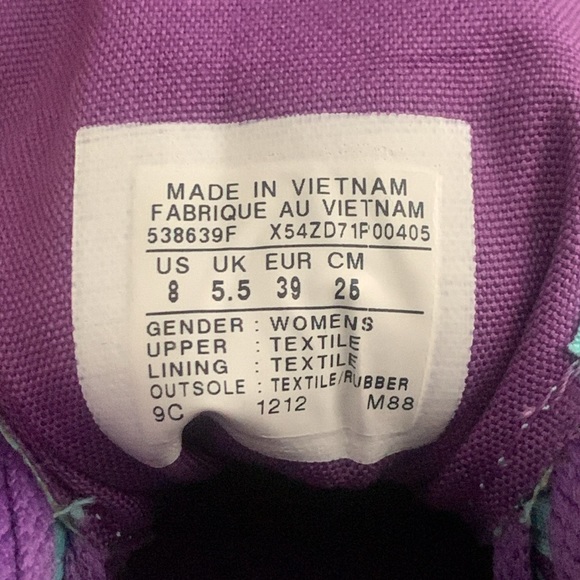 MADE IN VIETNAM
FABRIQUE AU VIETNAM
538639F X54ZD71P00405
US UK EUR CM
8 5.5 39 25
GENDER : WOMENS
UPPER : TEXTILE
LINING : TEXTILE
OUTSOLE : TEXTILE/RUBBER
9C 1212 M88